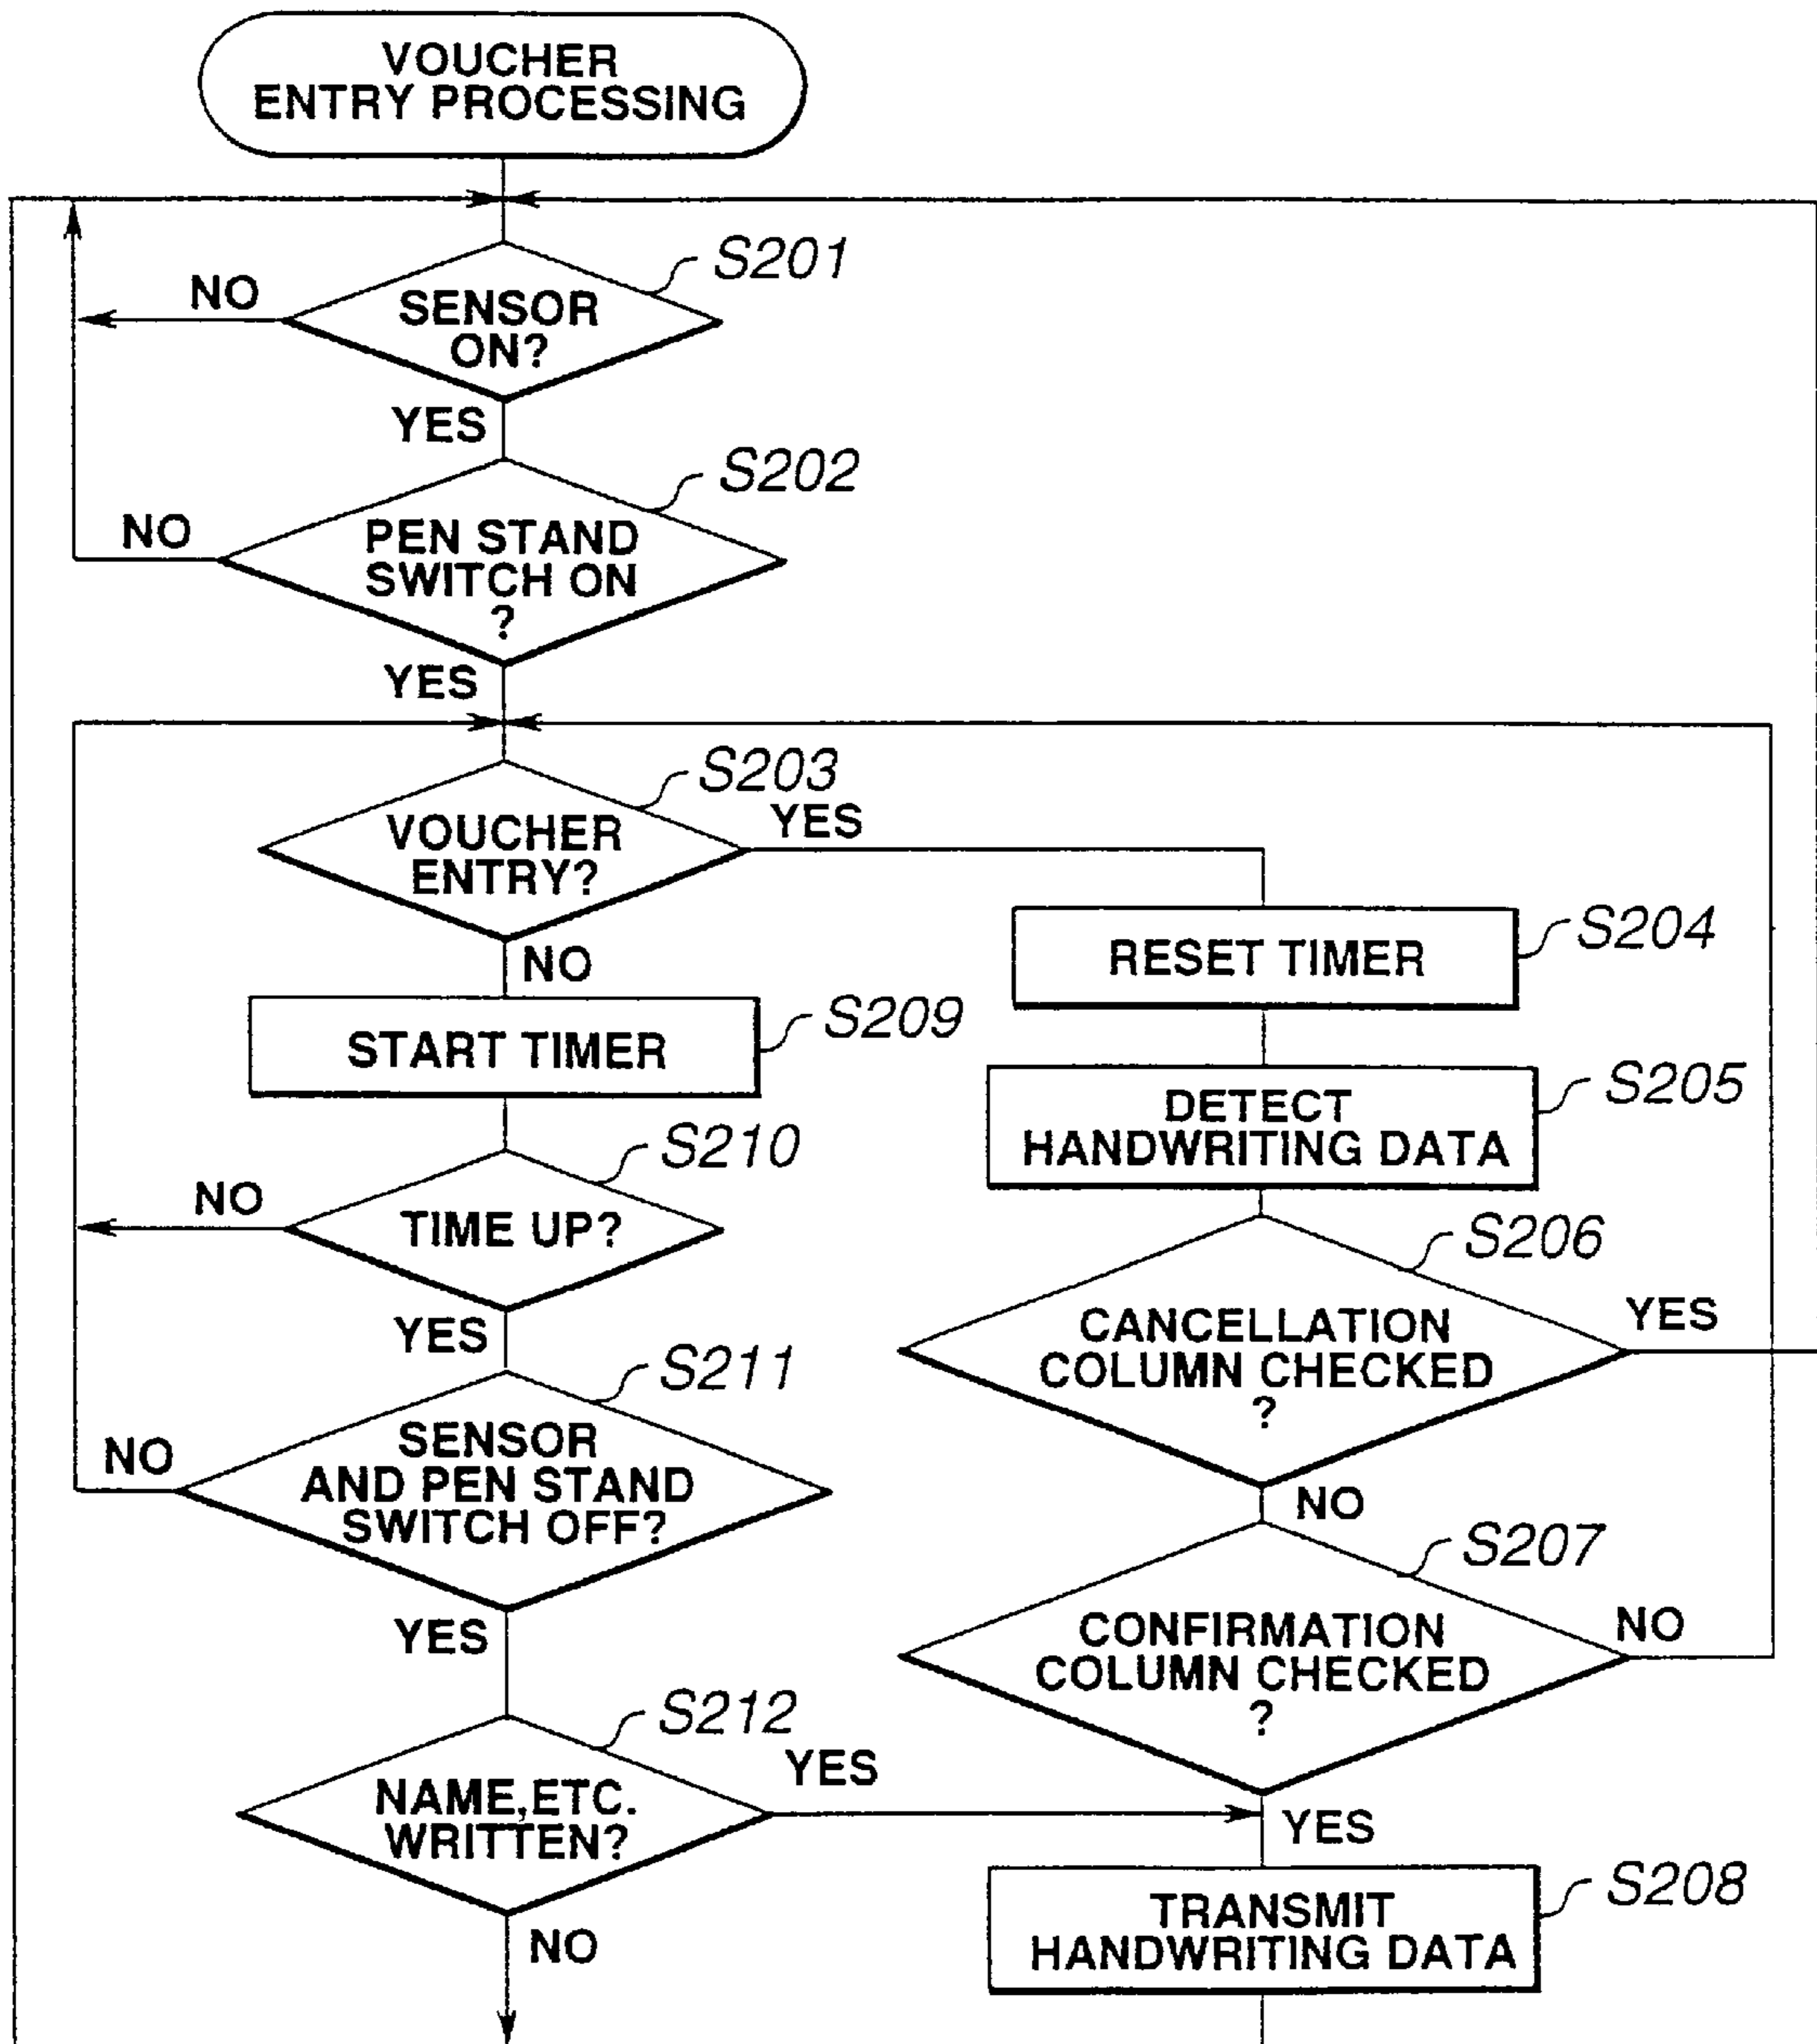 VOUCHER
ENTRY PROCESSING
S201
NO
SENSOR
ON?
YES
S202
NO
PEN STAND
SWITCH ON
?
YES
S203
YES
VOUCHER
ENTRY?
NO
S204
RESET TIMER
S209
START TIMER
S205
DETECT
HANDWRITING DATA
S210
NO
TIME UP?
YES
S206
YES
CANCELLATION
COLUMN CHECKED
?
NO
S211
NO
SENSOR
AND PEN STAND
SWITCH OFF?
YES
S207
NO
CONFIRMATION
COLUMN CHECKED
?
YES
S212
YES
NAME, ETC.
WRITTEN?
NO
S208
TRANSMIT
HANDWRITING DATA